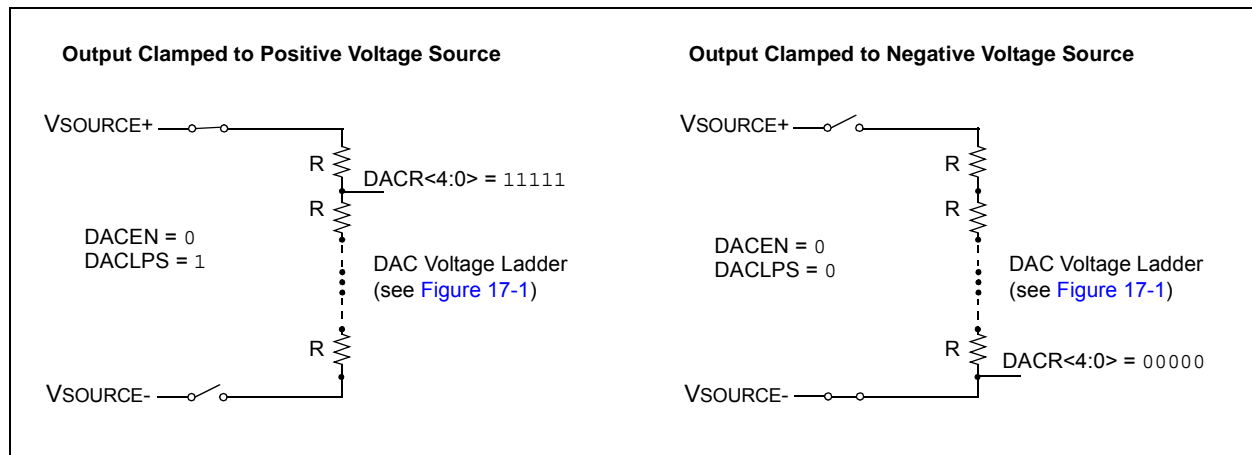 Output Clamped to Positive Voltage Source
VSOURCE+
R
DACR<4:0> = 11111
R
DACEN = 0
DACLPS = 1
DAC Voltage Ladder
(see Figure 17-1)
R
VSOURCE-
Output Clamped to Negative Voltage Source
VSOURCE+
R
R
DACEN = 0
DACLPS = 0
DAC Voltage Ladder
(see Figure 17-1)
R
DACR<4:0> = 00000
VSOURCE-